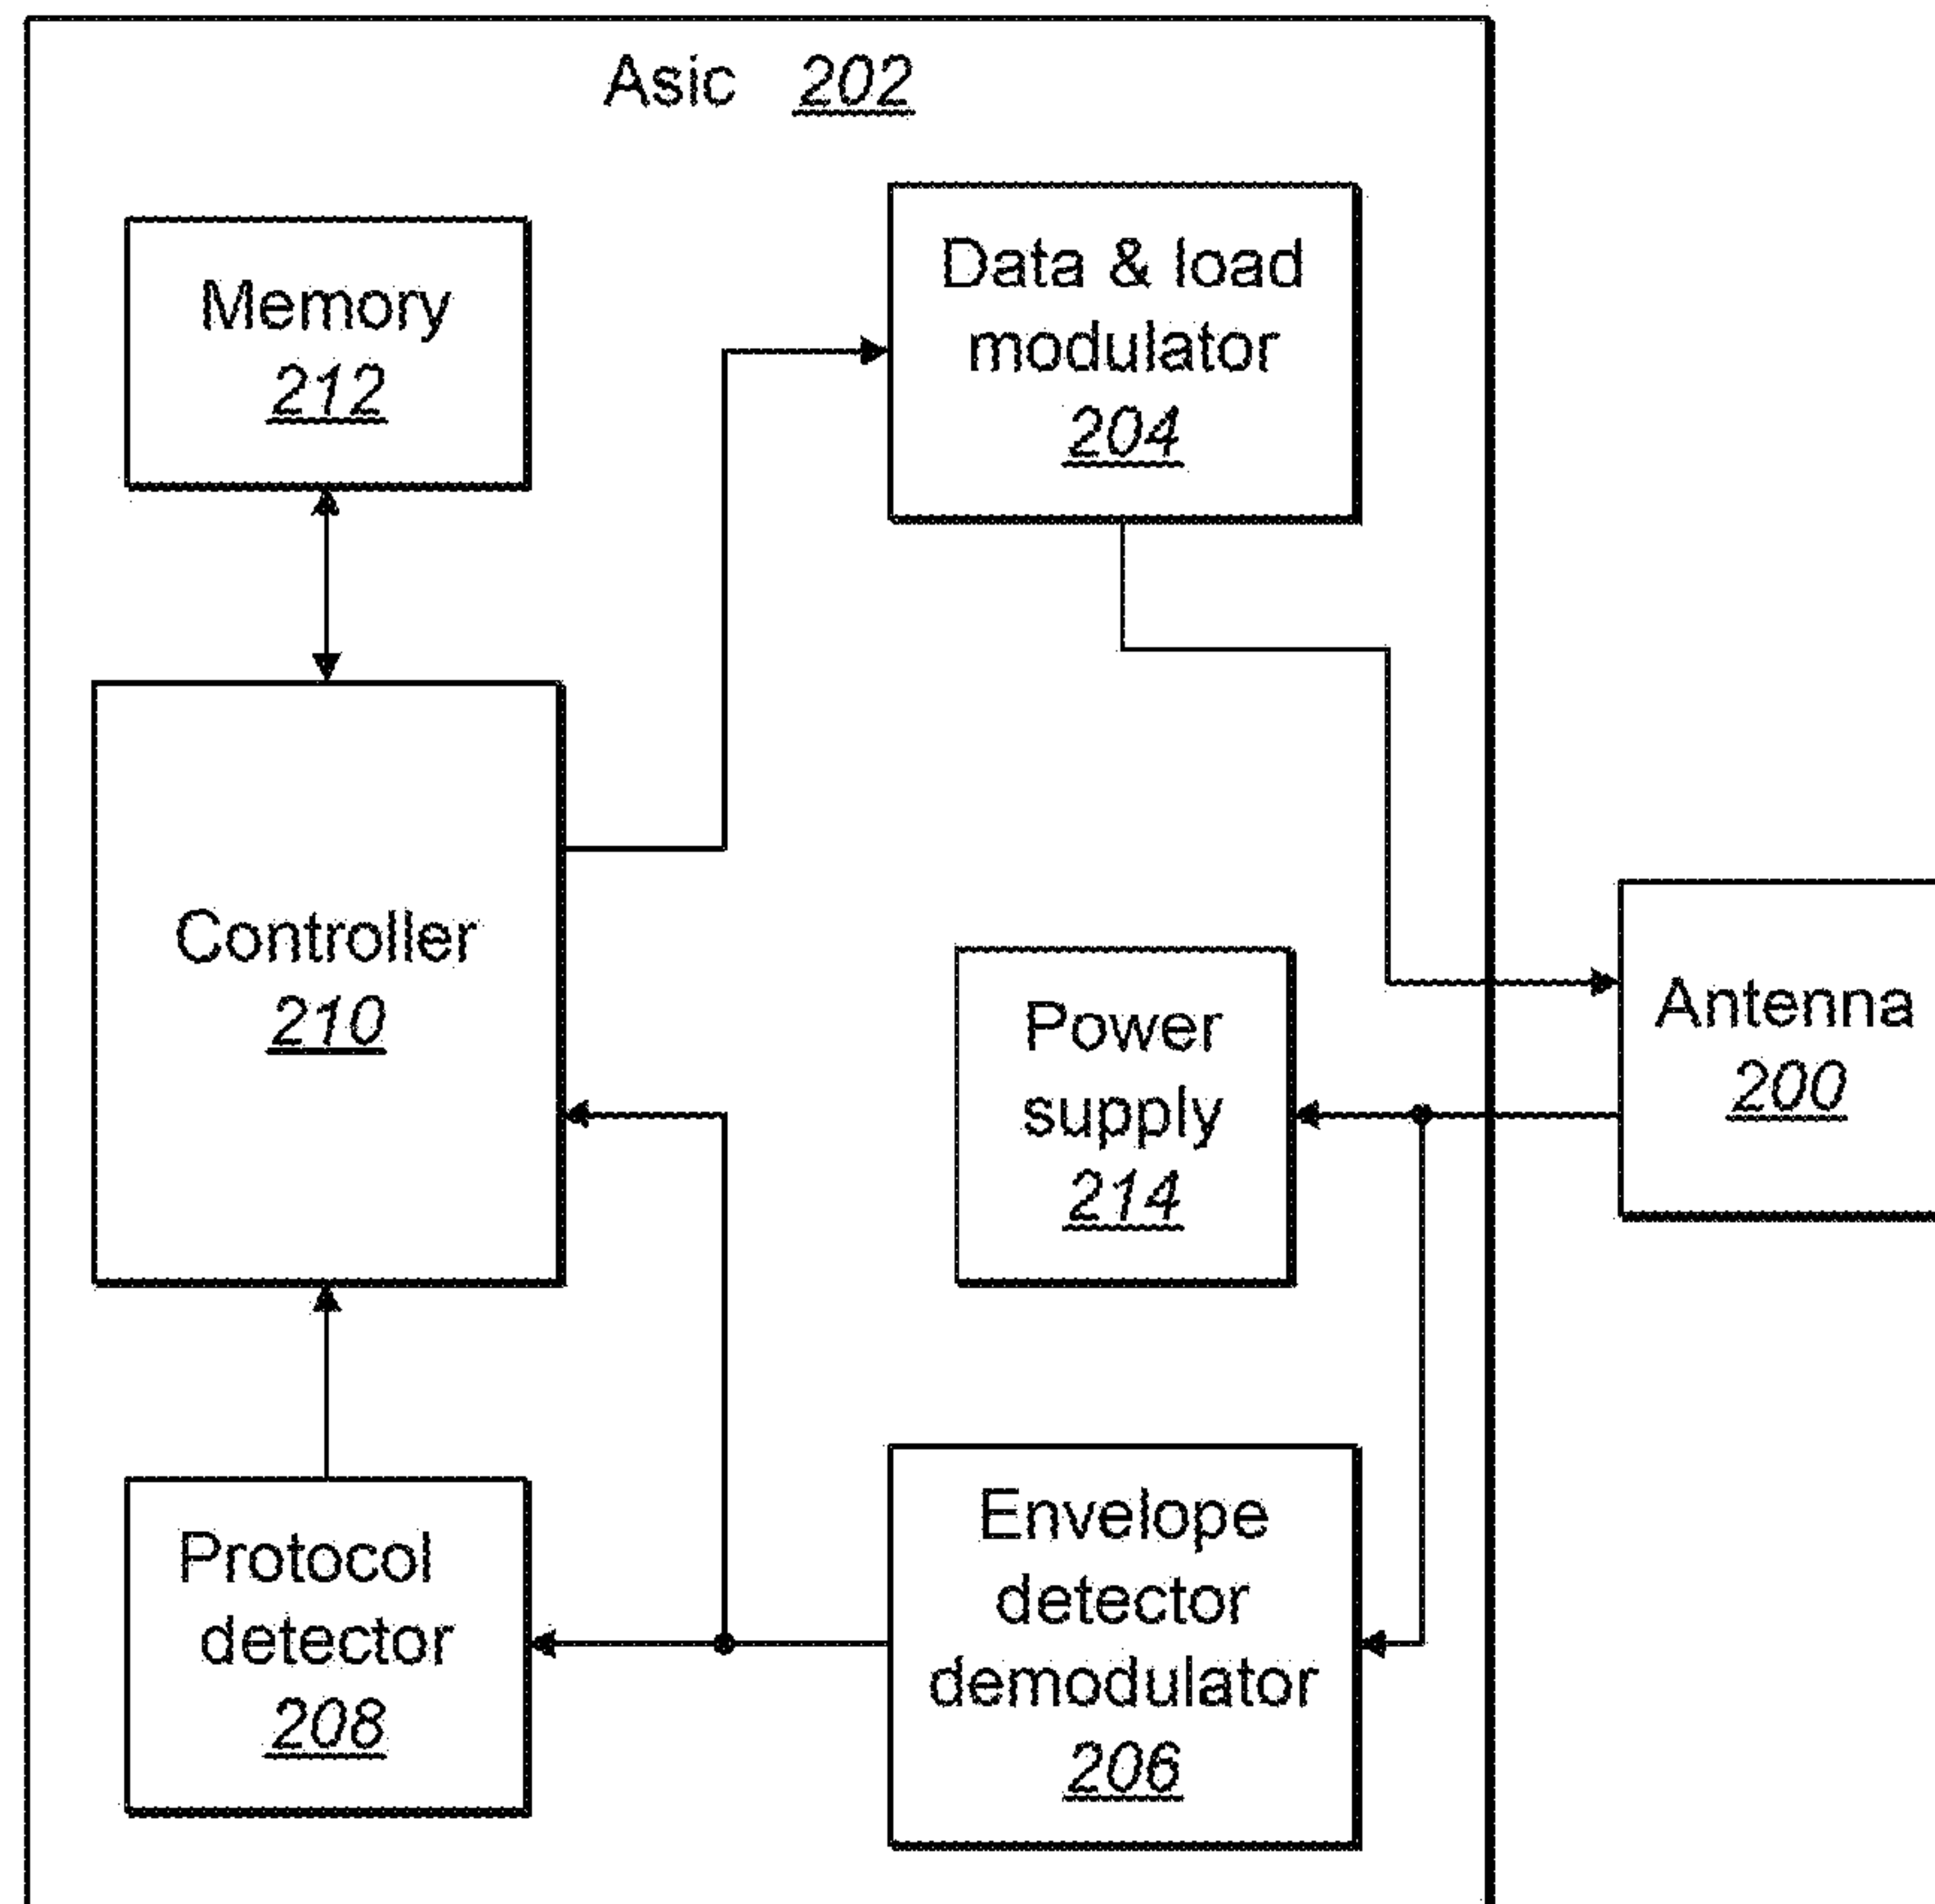 Asic 202
Memory
212
Data & load
modulator
204
Controller
210
Power
supply
214
Antenna
200
Protocol
detector
208
Envelope
detector
demodulator
206